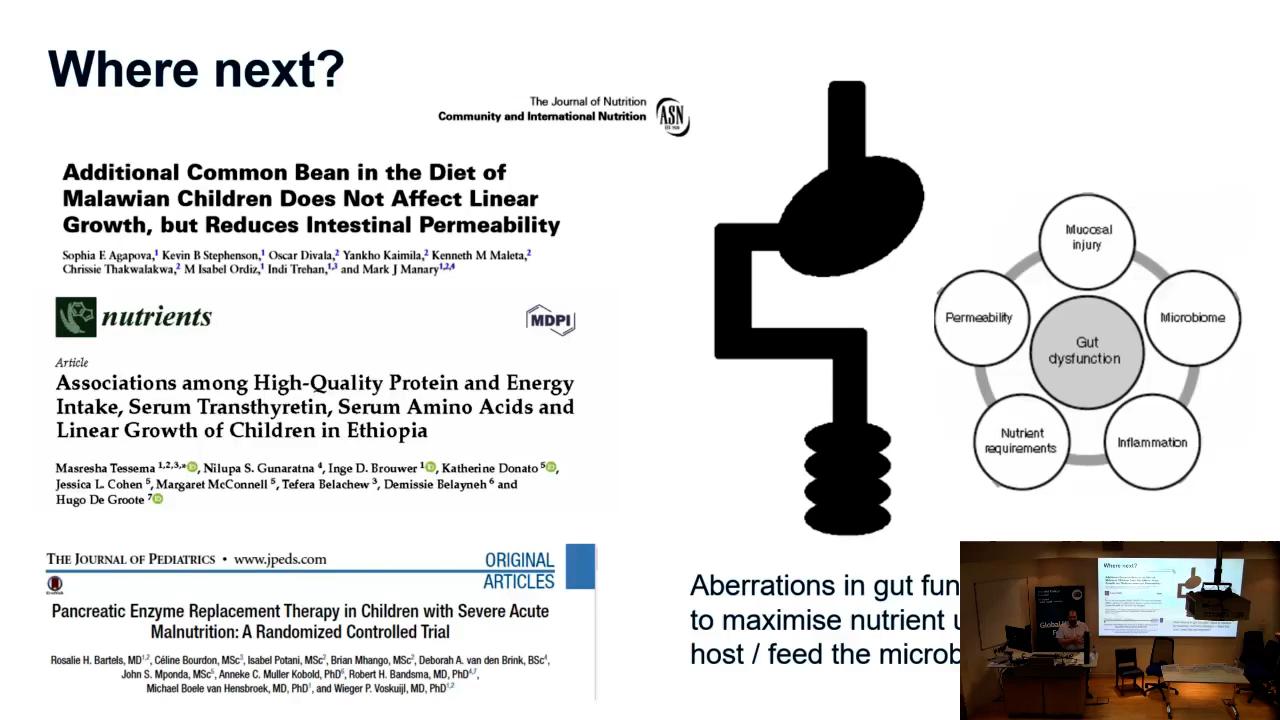 Where next?
The Journal of Nutrition
Community and International Nutrition
ASN
Additional Common Bean in the Diet of
Malawian Children Does Not Affect Linear
Growth, but Reduces Intestinal Permeability
Sophia E Agapova,¹ Kevin B Stephenson,¹ Oscar Divala,² Yankho Kaimila,² Kenneth M Maleta,²
Chrissie Thakwalakwa,² M Isabel Ordiz,¹ Indi Trehan,¹,³ and Mark J Manary¹,²,⁴
nutrients
MDPI
Article
Associations among High-Quality Protein and Energy
Intake, Serum Transthyretin, Serum Amino Acids and
Linear Growth of Children in Ethiopia
Masresha Tessema ¹,²,³,*, Nilupa S. Gunaratna ⁴, Inge D. Brouwer ¹, Katherine Donato ⁵,
Jessica L. Cohen ⁵, Margaret McConnell ⁵, Tefera Belachew ³, Demissie Belayneh ⁶ and
Hugo De Groote ⁷
THE JOURNAL OF PEDIATRICS • www.jpeds.com
ORIGINAL
ARTICLES
Pancreatic Enzyme Replacement Therapy in Children with Severe Acute
Malnutrition: A Randomized Controlled Trial
Rosalie H. Bartels, MD¹,², Céline Bourdon, MSc³, Isabel Potani, MSc², Brian Mhango, MSc², Deborah A. van den Brink, BSc⁴,
John S. Mponda, MSc⁵, Anneke C. Muller Kobold, PhD⁶, Robert H. Bandsma, MD, PhD⁴,⁷,
Michael Boele van Hensbroek, MD, PhD¹, and Wieger P. Voskuijl, MD, PhD¹,²
Mucosal
injury
Permeability
Microbiome
Gut
dysfunction
Nutrient
requirements
Inflammation
Aberrations in gut fun
to maximise nutrient u
host / feed the microb
Where next?
Global